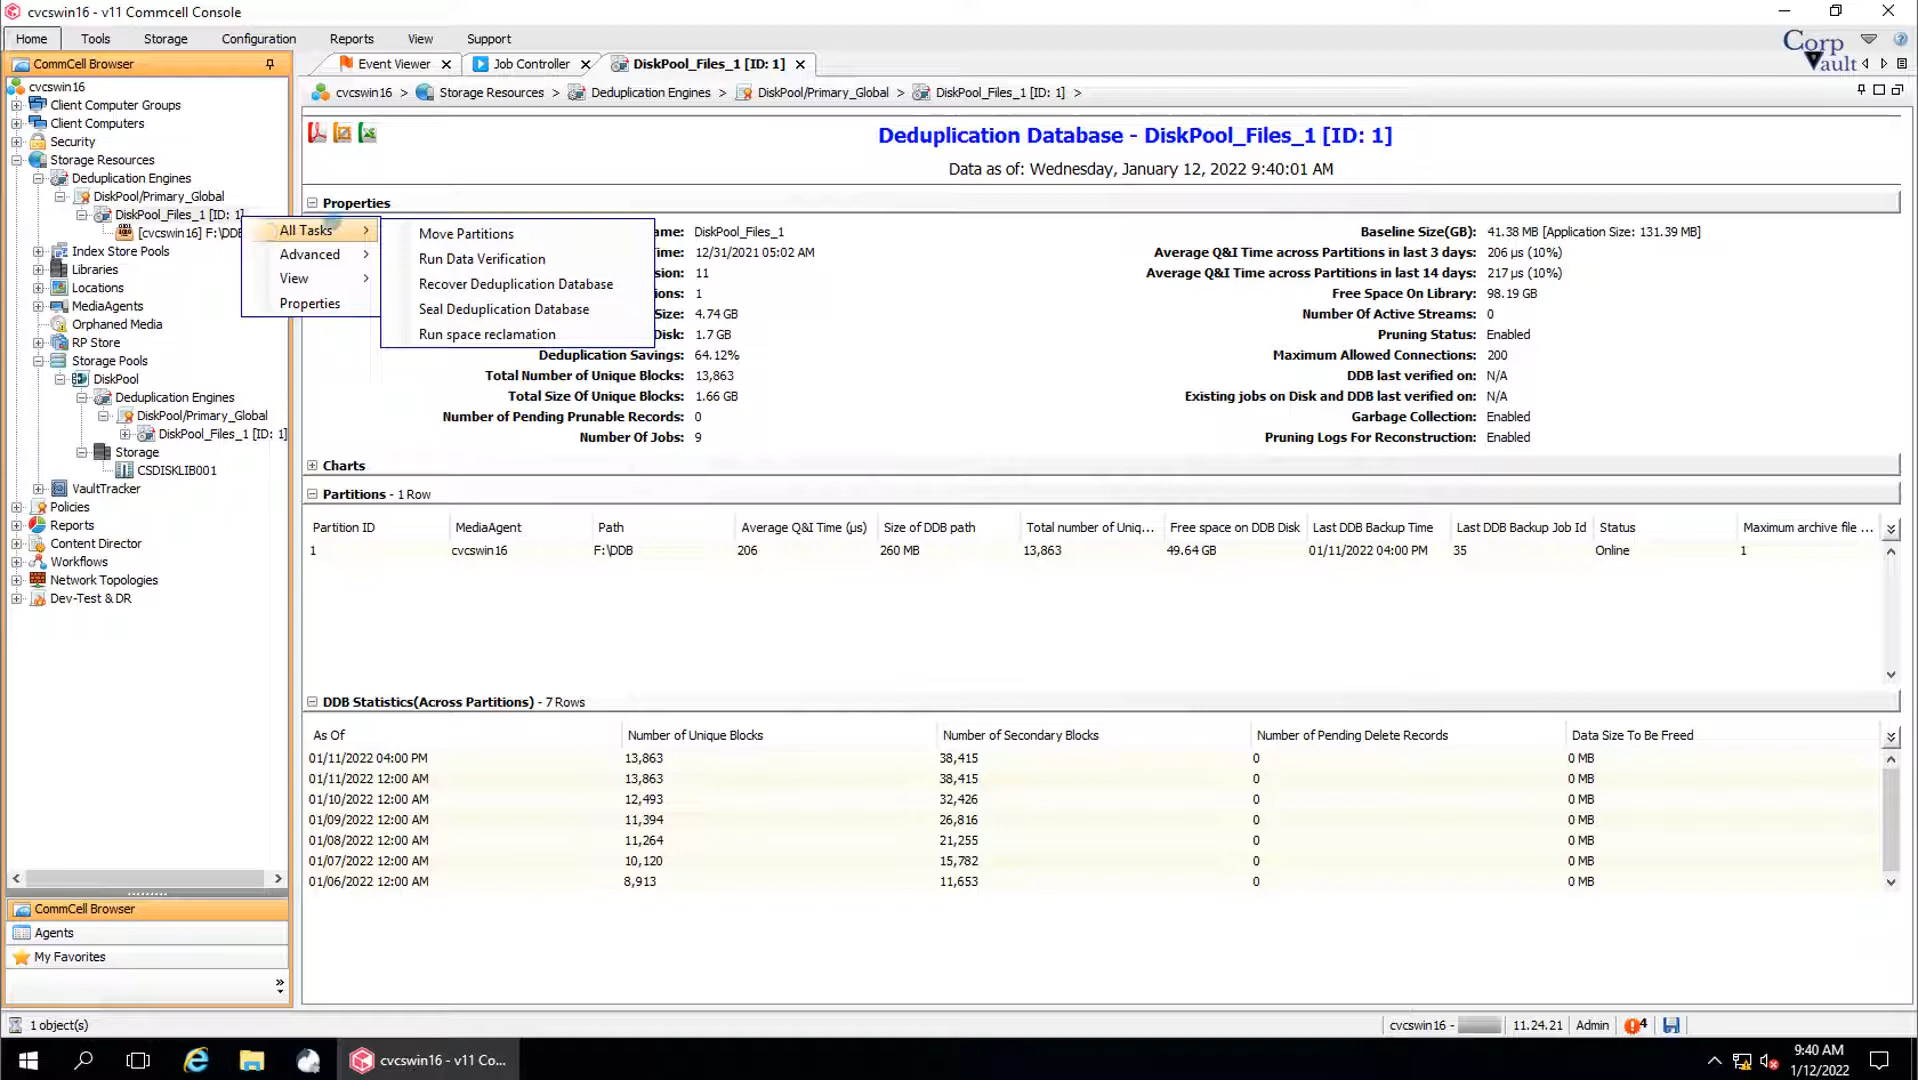 cvcswin16 - v11 Commcell Console
Home Tools Storage Configuration Reports View Support
Corp Vault
CommCell Browser
Event Viewer Job Controller DiskPool_Files_1 [ID: 1]
cvcswin16 > Storage Resources > Deduplication Engines > DiskPool/Primary_Global > DiskPool_Files_1 [ID: 1] >
cvcswin16
Client Computer Groups
Client Computers
Security
Storage Resources
Deduplication Engines
DiskPool/Primary_Global
DiskPool_Files_1 [ID: 1]
[cvcswin16] F:\DDB
Index Store Pools
Libraries
Locations
MediaAgents
Orphaned Media
RP Store
Storage Pools
DiskPool
Deduplication Engines
DiskPool/Primary_Global
DiskPool_Files_1 [ID: 1]
Storage
CSDISKLIB001
VaultTracker
Policies
Reports
Content Director
Workflows
Network Topologies
Dev-Test & DR
CommCell Browser
Agents
My Favorites
All Tasks
Advanced
View
Properties
Move Partitions
Run Data Verification
Recover Deduplication Database
Seal Deduplication Database
Run space reclamation
Deduplication Database - DiskPool_Files_1 [ID: 1]
Data as of: Wednesday, January 12, 2022 9:40:01 AM
Properties
ame: DiskPool_Files_1 Baseline Size(GB): 41.38 MB [Application Size: 131.39 MB]
ime: 12/31/2021 05:02 AM Average Q&I Time across Partitions in last 3 days: 206 µs (10%)
sion: 11 Average Q&I Time across Partitions in last 14 days: 217 µs (10%)
ions: 1 Free Space On Library: 98.19 GB
Size: 4.74 GB Number Of Active Streams: 0
Disk: 1.7 GB Pruning Status: Enabled
Deduplication Savings: 64.12% Maximum Allowed Connections: 200
Total Number of Unique Blocks: 13,863 DDB last verified on: N/A
Total Size Of Unique Blocks: 1.66 GB Existing jobs on Disk and DDB last verified on: N/A
Number of Pending Prunable Records: 0 Garbage Collection: Enabled
Number Of Jobs: 9 Pruning Logs For Reconstruction: Enabled
Charts
Partitions - 1 Row
Partition ID MediaAgent Path Average Q&I Time (µs) Size of DDB path Total number of Uniq... Free space on DDB Disk Last DDB Backup Time Last DDB Backup Job Id Status Maximum archive file ...
1 cvcswin16 F:\DDB 206 260 MB 13,863 49.64 GB 01/11/2022 04:00 PM 35 Online 1
DDB Statistics(Across Partitions) - 7 Rows
As Of Number of Unique Blocks Number of Secondary Blocks Number of Pending Delete Records Data Size To Be Freed
01/11/2022 04:00 PM 13,863 38,415 0 0 MB
01/11/2022 12:00 AM 13,863 38,415 0 0 MB
01/10/2022 12:00 AM 12,493 32,426 0 0 MB
01/09/2022 12:00 AM 11,394 26,816 0 0 MB
01/08/2022 12:00 AM 11,264 21,255 0 0 MB
01/07/2022 12:00 AM 10,120 15,782 0 0 MB
01/06/2022 12:00 AM 8,913 11,653 0 0 MB
1 object(s) cvcswin16 - 11.24.21 Admin 4
cvcswin16 - v11 Co...
9:40 AM
1/12/2022